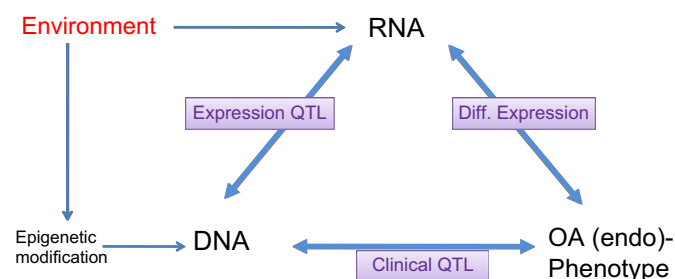 Environment
RNA
Expression QTL
Diff. Expression
Epigenetic
modification
DNA
Clinical QTL
OA (endo)-
Phenotype